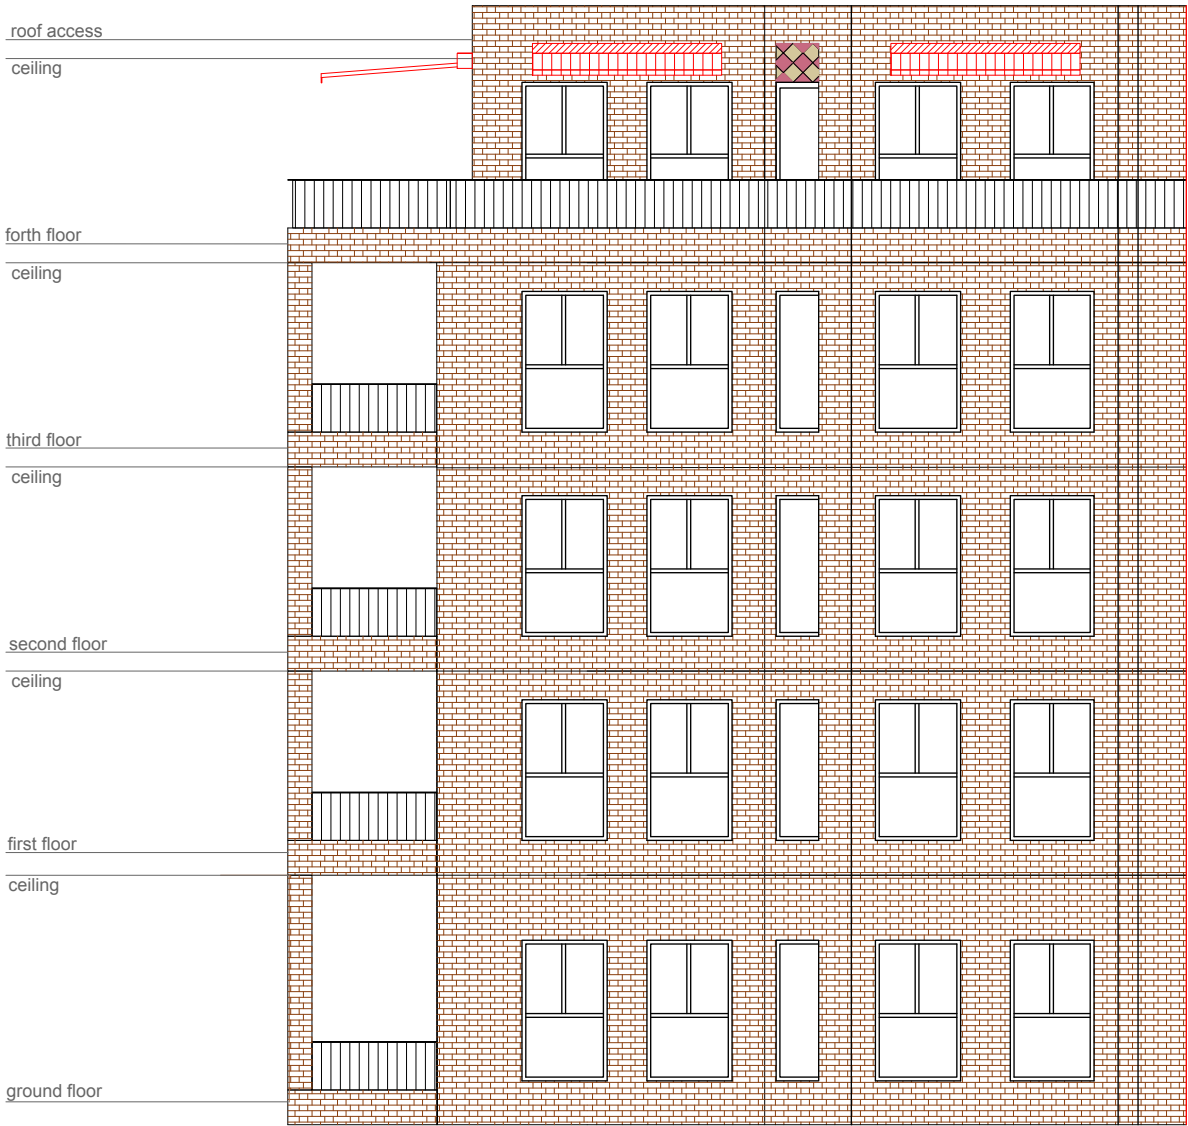 roof access
ceiling
forth floor
ceiling
third floor
ceiling
second floor
ceiling
first floor
ceiling
ground floor